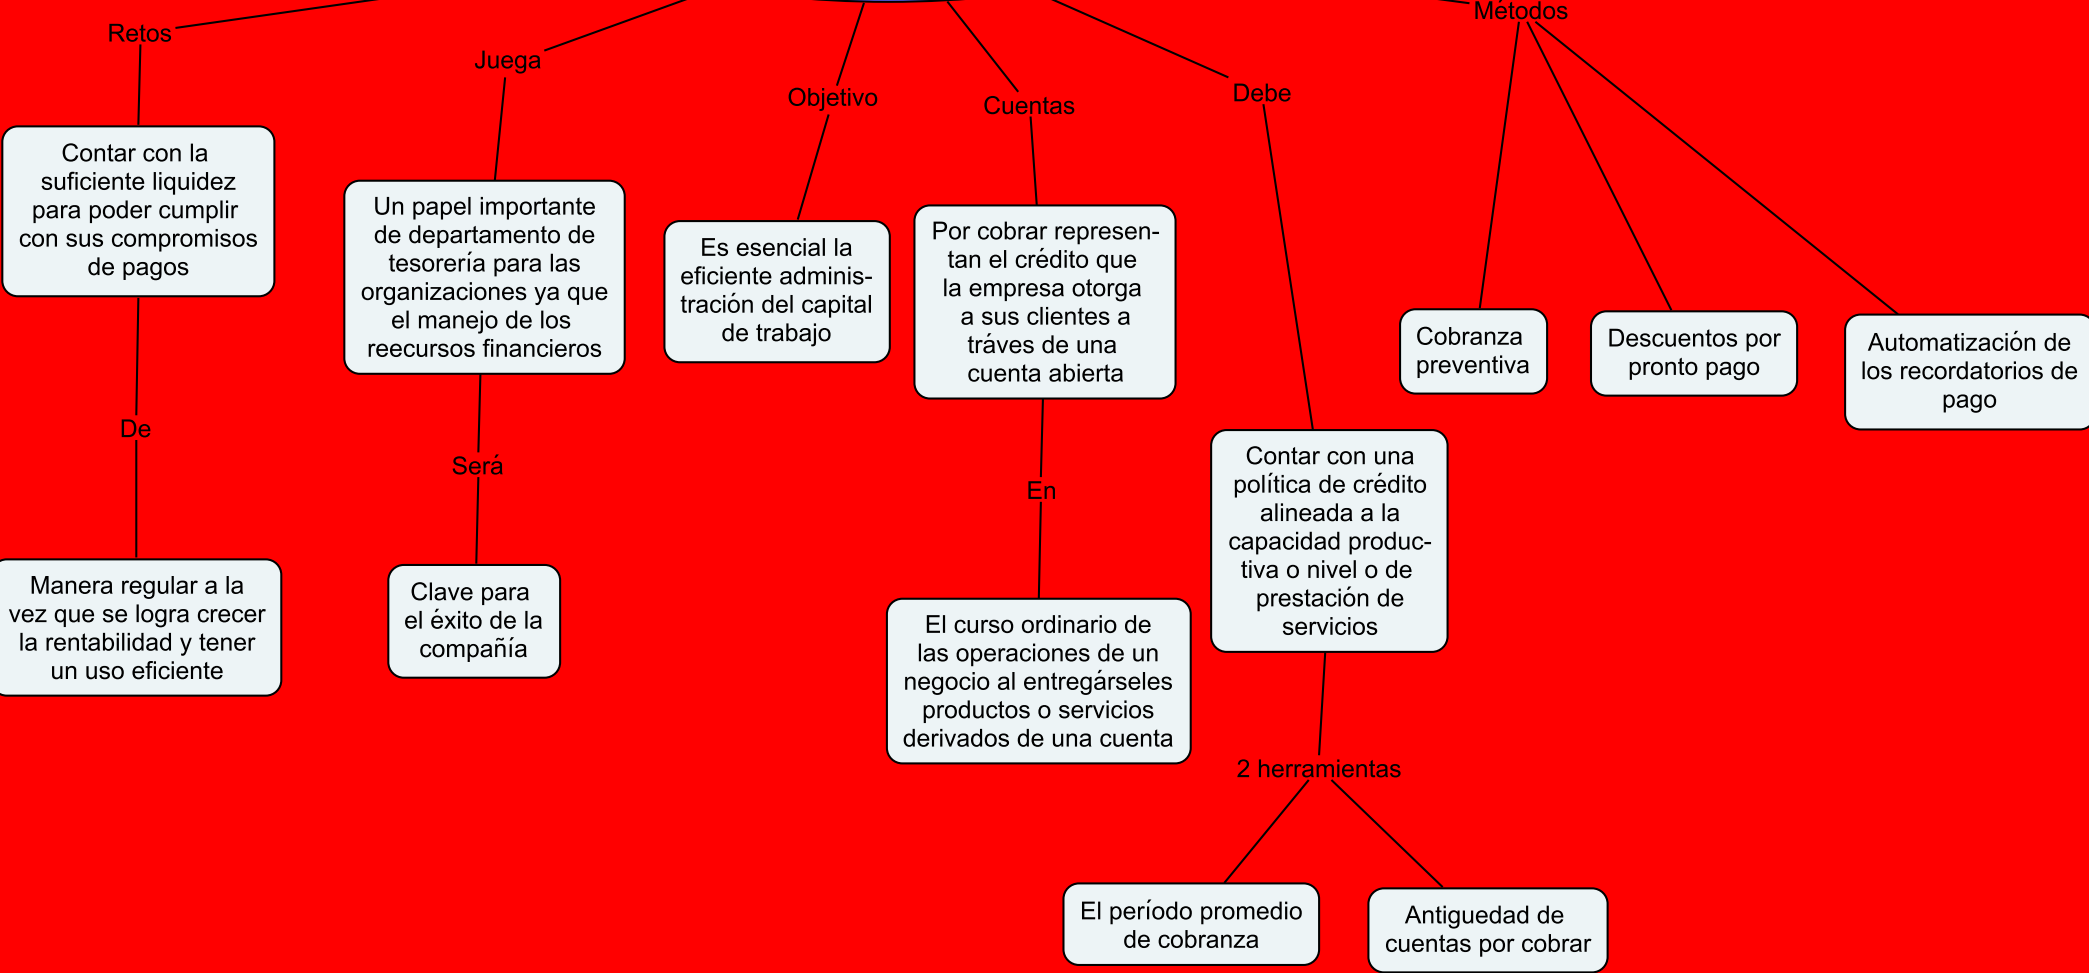 Retos
Contar con la
suficiente liquidez
para poder cumplir
con sus compromisos
de pagos
De
Manera regular a la
vez que se logra crecer
la rentabilidad y tener
un uso eficiente
Juega
Un papel importante
de departamento de
tesorería para las
organizaciones ya que
el manejo de los
reecursos financieros
Será
Clave para
el éxito de la
compañía
Objetivo
Es esencial la
eficiente adminis-
tración del capital
de trabajo
Cuentas
Por cobrar represen-
tan el crédito que
la empresa otorga
a sus clientes a
tráves de una
cuenta abierta
En
El curso ordinario de
las operaciones de un
negocio al entregárseles
productos o servicios
derivados de una cuenta
Debe
Contar con una
política de crédito
alineada a la
capacidad produc-
tiva o nivel o de
prestación de
servicios
2 herramientas
El período promedio
de cobranza
Antiguedad de
cuentas por cobrar
Métodos
Cobranza
preventiva
Descuentos por
pronto pago
Automatización de
los recordatorios de
pago